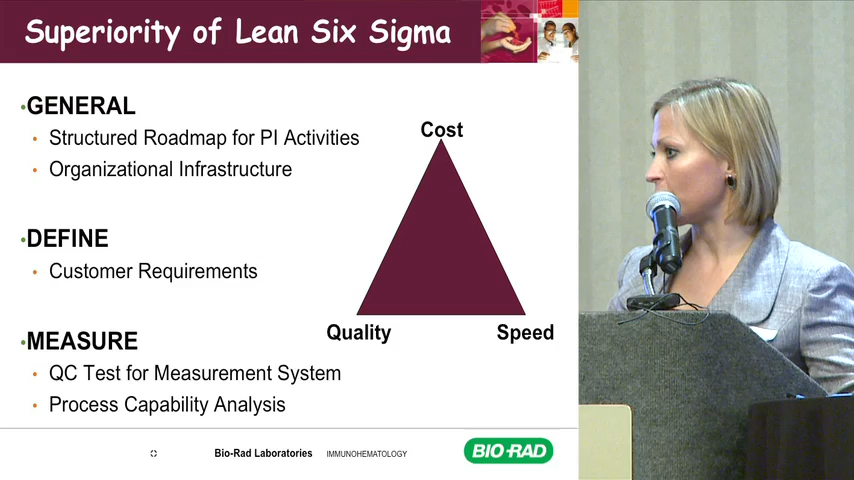 Superiority of Lean Six Sigma
•GENERAL
• Structured Roadmap for PI Activities
• Organizational Infrastructure
•DEFINE
• Customer Requirements
•MEASURE
• QC Test for Measurement System
• Process Capability Analysis
Cost
Quality Speed
Bio-Rad Laboratories IMMUNOHEMATOLOGY
BIO-RAD